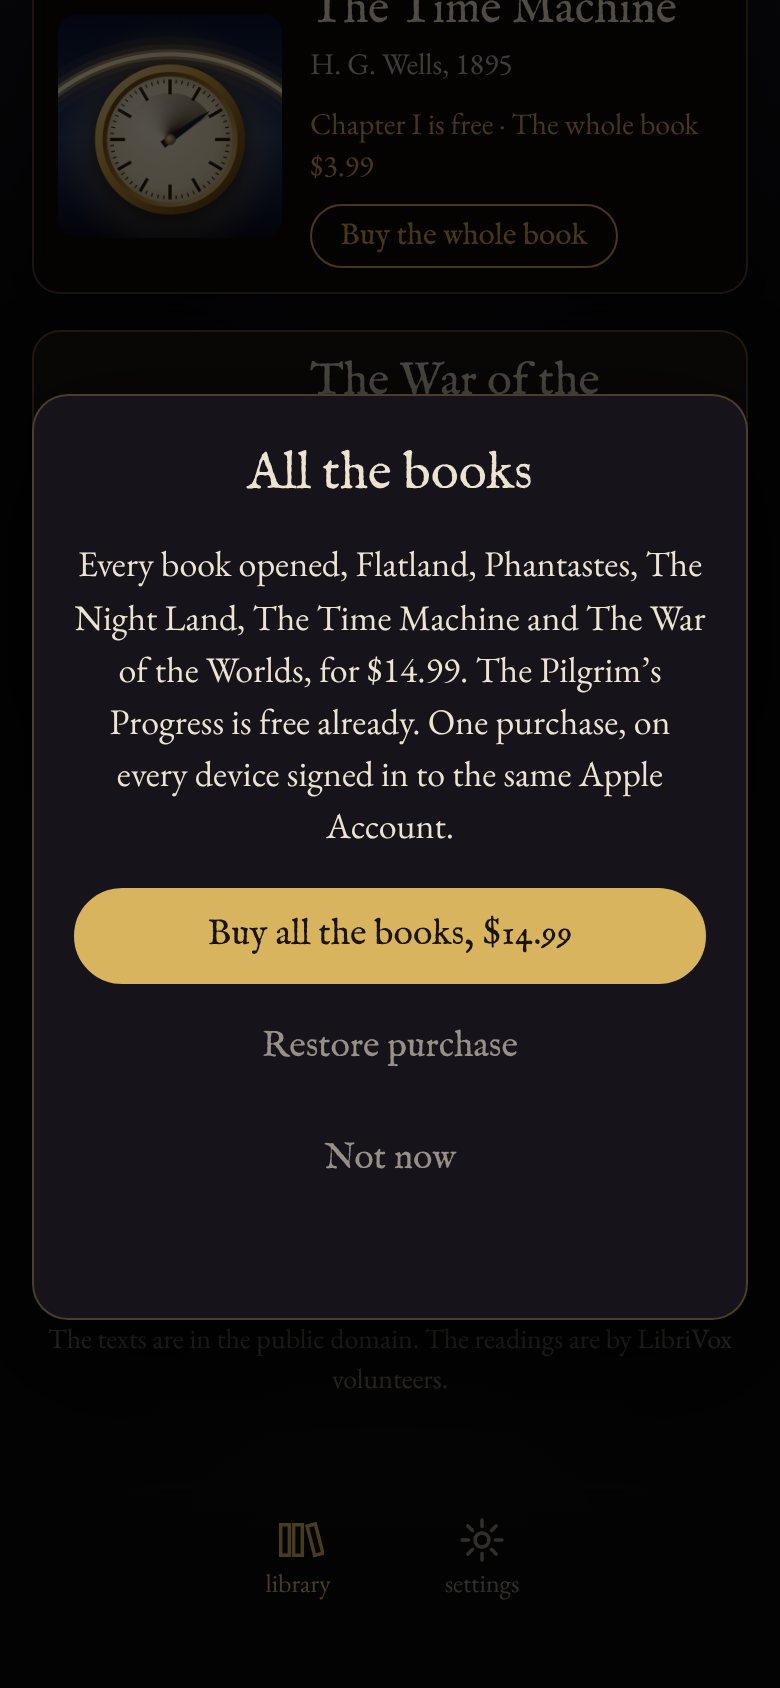 The Time Machine
H. G. Wells, 1895
Chapter I is free · The whole book
$3.99
Buy the whole book
The War of the
All the books
Every book opened, Flatland, Phantastes, The
Night Land, The Time Machine and The War
of the Worlds, for $14.99. The Pilgrim’s
Progress is free already. One purchase, on
every device signed in to the same Apple
Account.
Buy all the books, $14.99
Restore purchase
Not now
The texts are in the public domain. The readings are by LibriVox
volunteers.
library
settings